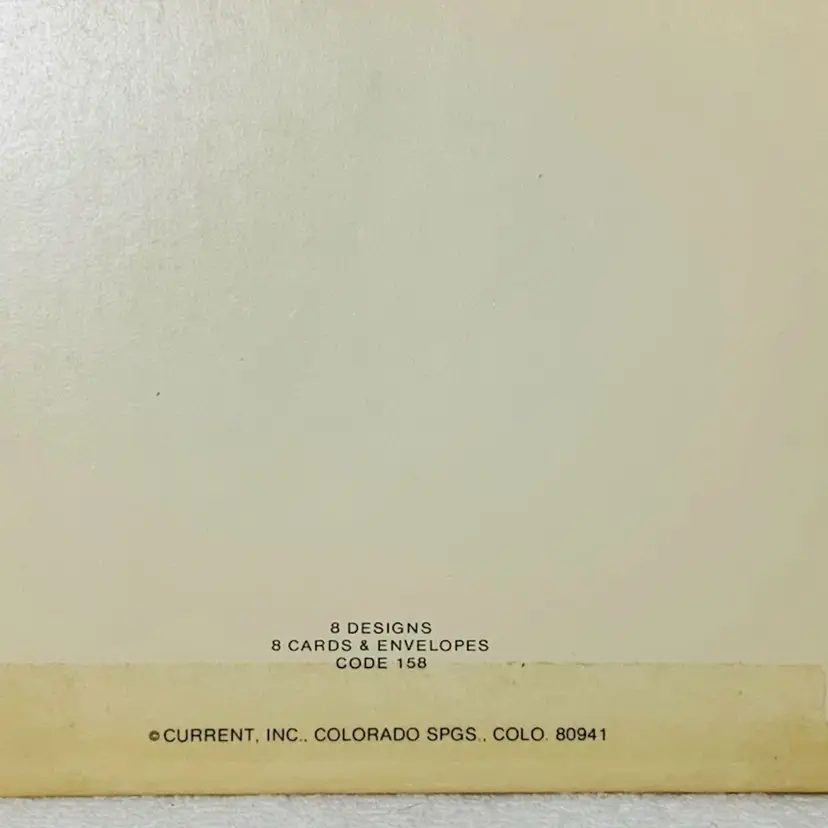 8 DESIGNS
8 CARDS & ENVELOPES
CODE 158
©CURRENT, INC., COLORADO SPGS., COLO. 80941